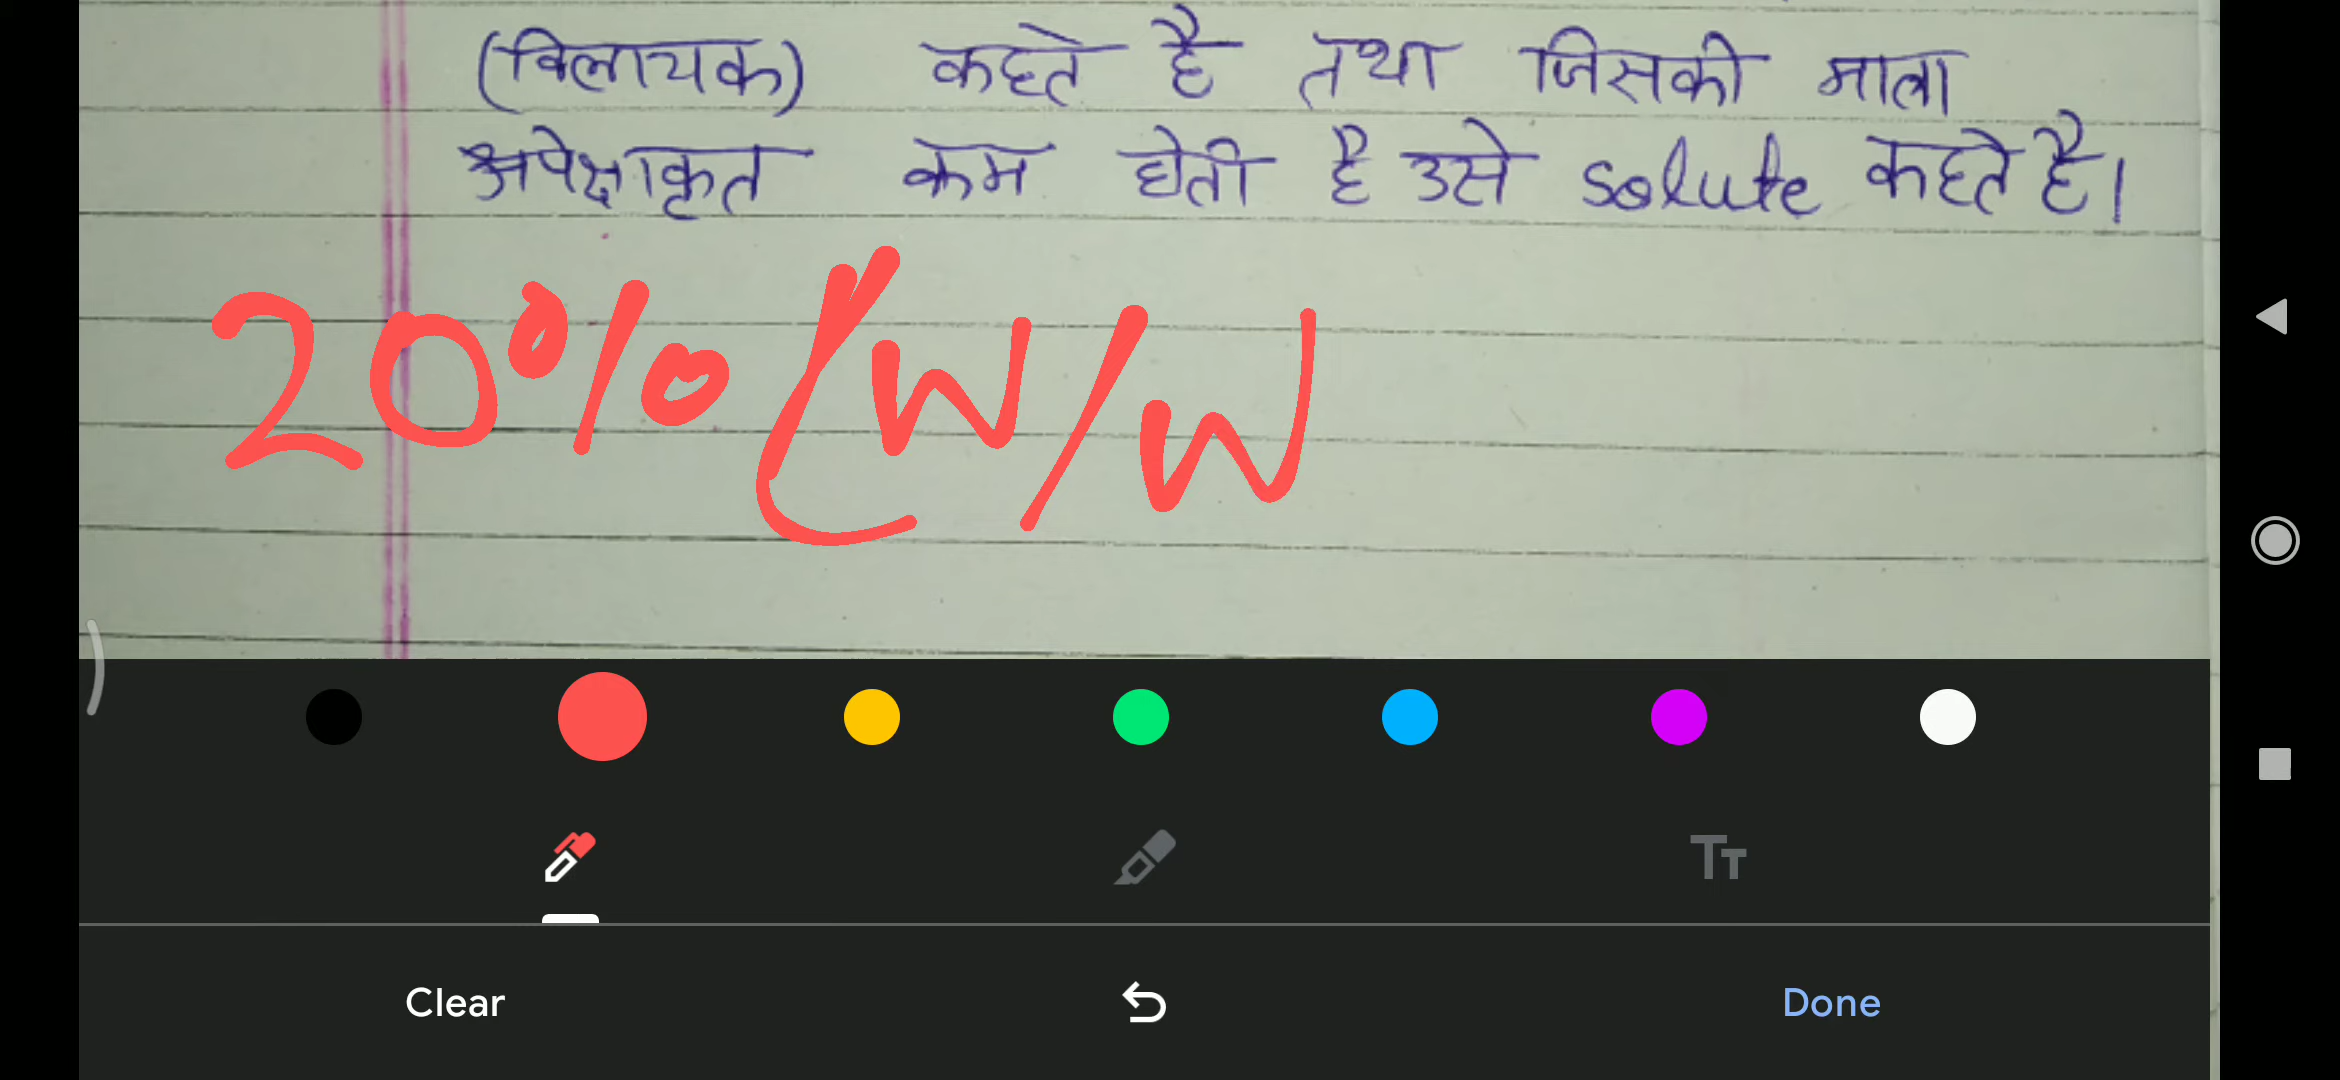 (विलायक) कहते है तथा जिसकी मात्रा
अपेक्षाकृत कम होती है उसे solute कहते है।
20% (W/W
Clear
Done